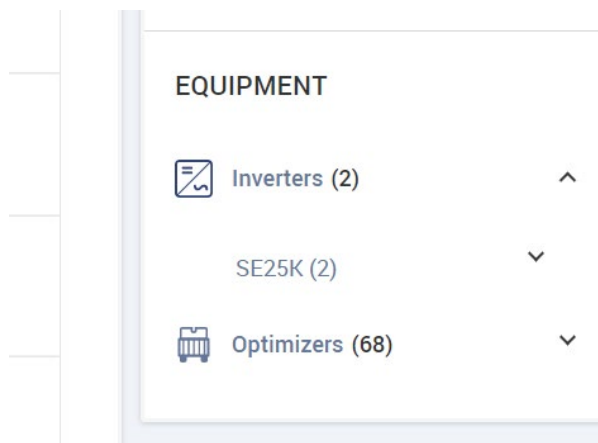 EQUIPMENT
Inverters (2)
SE25K (2)
Optimizers (68)